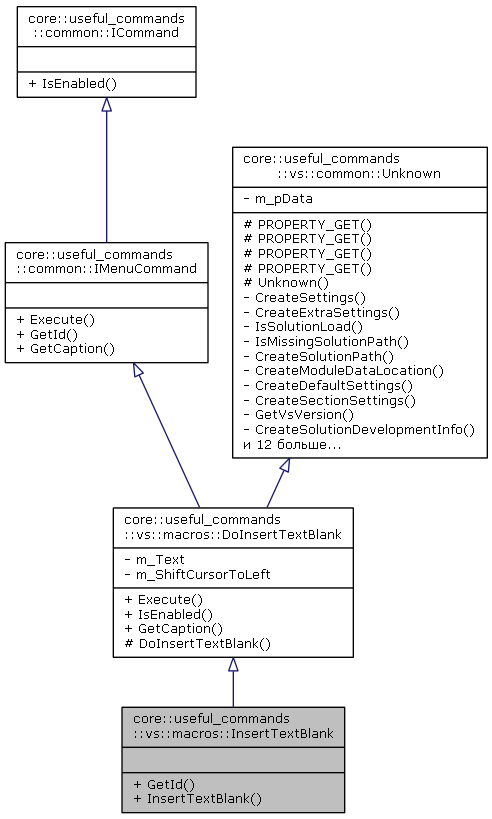 core::useful_commands
::common::ICommand
+ IsEnabled()
core::useful_commands
::vs::common::Unknown
- m_pData
# PROPERTY_GET()
# PROPERTY_GET()
# PROPERTY_GET()
# PROPERTY_GET()
# Unknown()
- CreateSettings()
- CreateExtraSettings()
- IsSolutionLoad()
- IsMissingSolutionPath()
- CreateSolutionPath()
- CreateModuleDataLocation()
- CreateDefaultSettings()
- CreateSectionSettings()
- GetVsVersion()
- CreateSolutionDevelopmentInfo()
и 12 больше...
core::useful_commands
::common::IMenuCommand
+ Execute()
+ GetId()
+ GetCaption()
core::useful_commands
::vs::macros::DoInsertTextBlank
- m_Text
- m_ShiftCursorToLeft
+ Execute()
+ IsEnabled()
+ GetCaption()
# DoInsertTextBlank()
core::useful_commands
::vs::macros::InsertTextBlank
+ GetId()
+ InsertTextBlank()